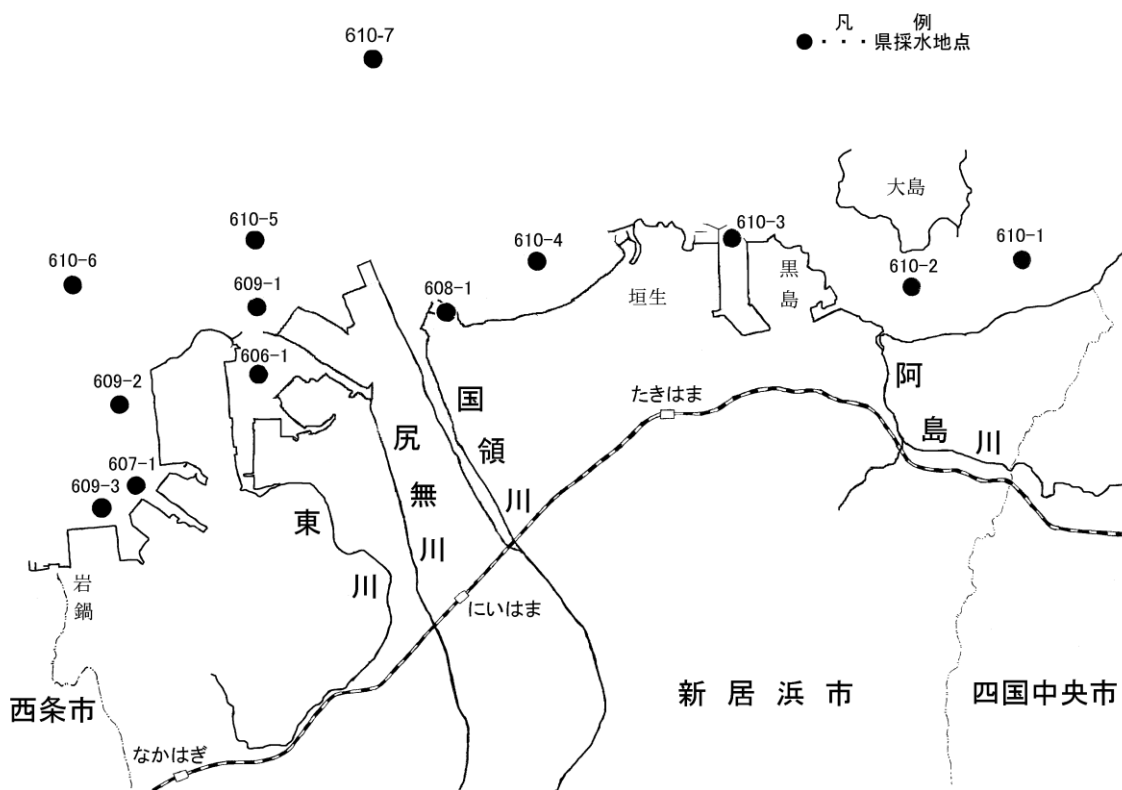 凡 例
●・・・県採水地点
610-7
大島
610-5
610-3
610-4
610-1
610-6
610-2
609-1
608-1
垣生
黒島
606-1
609-2
たきはま
阿島川
国領川
尻無川
607-1
609-3
東川
岩鍋
にいはま
西条市
新居浜市
四国中央市
なかはぎ